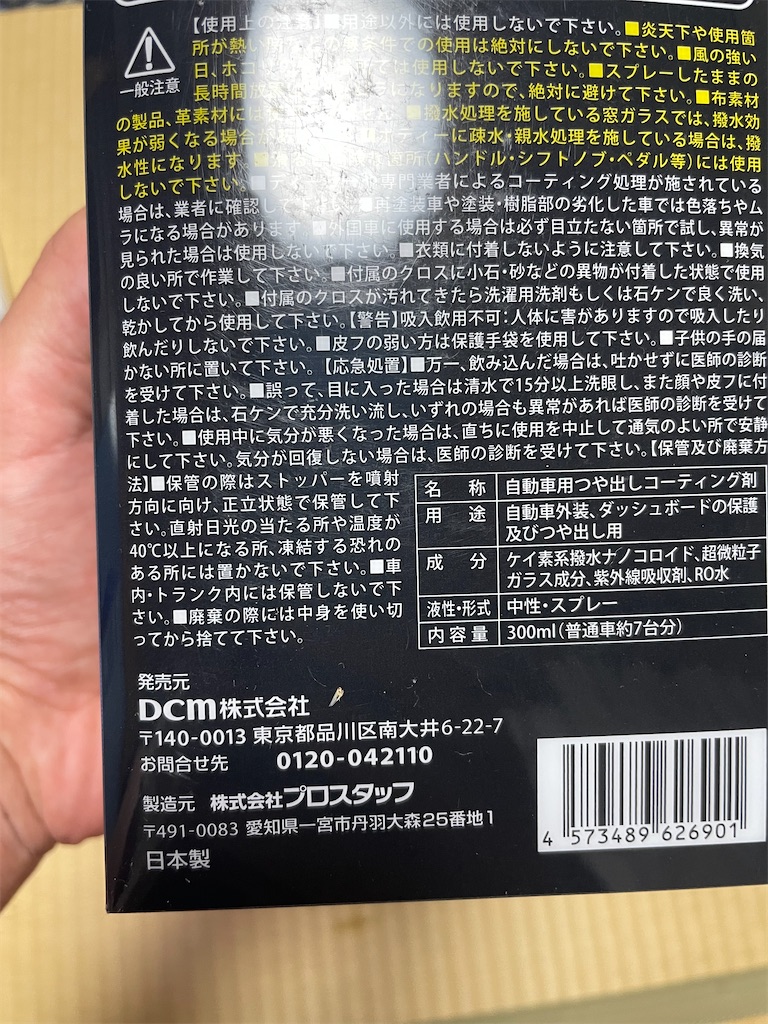 【使用上の注意】■用途以外には使用しないで下さい。■炎天下や使用箇
一般注意
所が熱い 条件での使用は絶対にしないで下さい。■風の強い
日、ホコリの では使用しないで下さい。■スプレーしたままの
長時間放 になりますので、絶対に避けて下さい。■布素材
の製品、革素材には ■撥水処理を施している窓ガラスでは、撥水効
果が弱くなる場合が ボディーに疎水・親水処理を施している場合は、撥
水性になります。 箇所(ハンドル・シフトノブ・ペダル等)には使用
しないで下さい。■ 専門業者によるコーティング処理が施されている
場合は、業者に確認して下さい。■再塗装車や塗装・樹脂部の劣化した車では色落ちやム
ラになる場合があります。■外国車に使用する場合は必ず目立たない箇所で試し、異常が
見られた場合は使用しないで下さい。■衣類に付着しないように注意して下さい。■換気
の良い所で作業して下さい。■付属のクロスに小石・砂などの異物が付着した状態で使用
しないで下さい。■付属のクロスが汚れてきたら洗濯用洗剤もしくは石ケンで良く洗い、
乾かしてから使用して下さい。【警告】吸入飲用不可:人体に害がありますので吸入したり
飲んだりしないで下さい。■皮フの弱い方は保護手袋を使用して下さい。■子供の手の届
かない所に置いて下さい。【応急処置】■万一、飲み込んだ場合は、吐かせずに医師の診断
を受けて下さい。■誤って、目に入った場合は清水で15分以上洗眼し、また顔や皮フに付
着した場合は、石ケンで充分洗い流し、いずれの場合も異常があれば医師の診断を受けて
下さい。■使用中に気分が悪くなった場合は、直ちに使用を中止して通気のよい所で安静
にして下さい。気分が回復しない場合は、医師の診断を受けて下さい。【保管及び廃棄方
法】■保管の際はストッパーを噴射
方向に向け、正立状態で保管して下
さい。直射日光の当たる所や温度が
40℃以上になる所、凍結する恐れの
ある所には置かないで下さい。■車
内・トランク内には保管しないで下
さい。■廃棄の際には中身を使い切
ってから捨てて下さい。
名 称 自動車用つや出しコーティング剤
用 途 自動車外装、ダッシュボードの保護
及びつや出し用
成 分 ケイ素系撥水ナノコロイド、超微粒子
ガラス成分、紫外線吸収剤、RO水
液性・形式 中性・スプレー
内容量 300ml(普通車約7台分)
発売元
DCM株式会社
〒140-0013 東京都品川区南大井6-22-7
お問合せ先 0120-042110
製造元 株式会社プロスタッフ
〒491-0083 愛知県一宮市丹羽大森25番地1
日本製
4 573489 626901